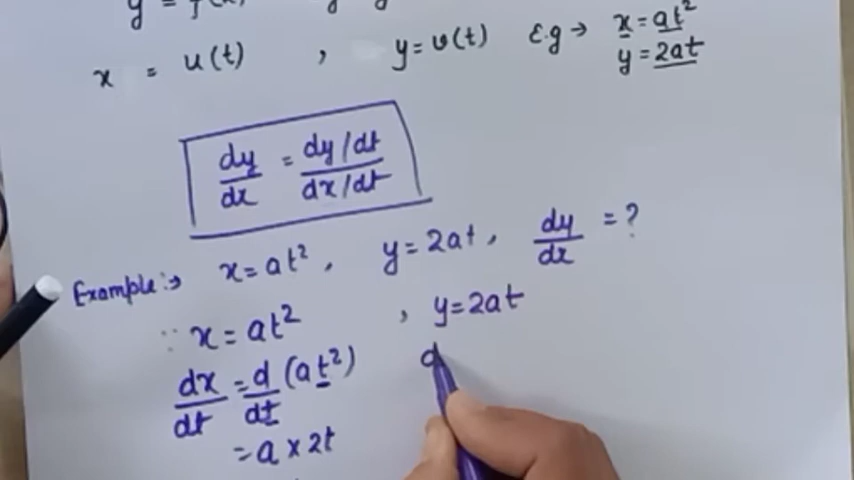 x = u(t) , y = v(t) E.g → x = at²
y = 2at
dy/dx = dy/dt / dx/dt
Example:→ x = at² , y = 2at , dy/dx = ?
∵ x = at² , y = 2at
dx/dt = d/dt (at²) d
= a × 2t